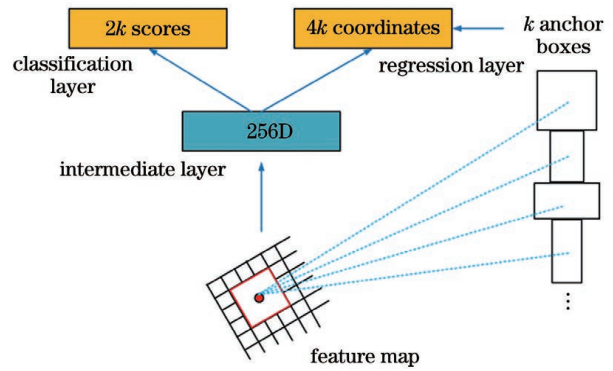 2k scores
4k coordinates
k anchor
boxes
classification
layer
regression layer
256D
intermediate layer
feature map